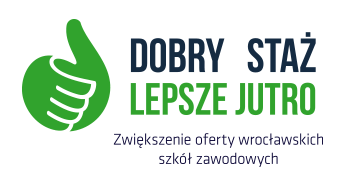 DOBRY STAŻ
LEPSZE JUTRO
Zwiększenie oferty wrocławskich
szkół zawodowych